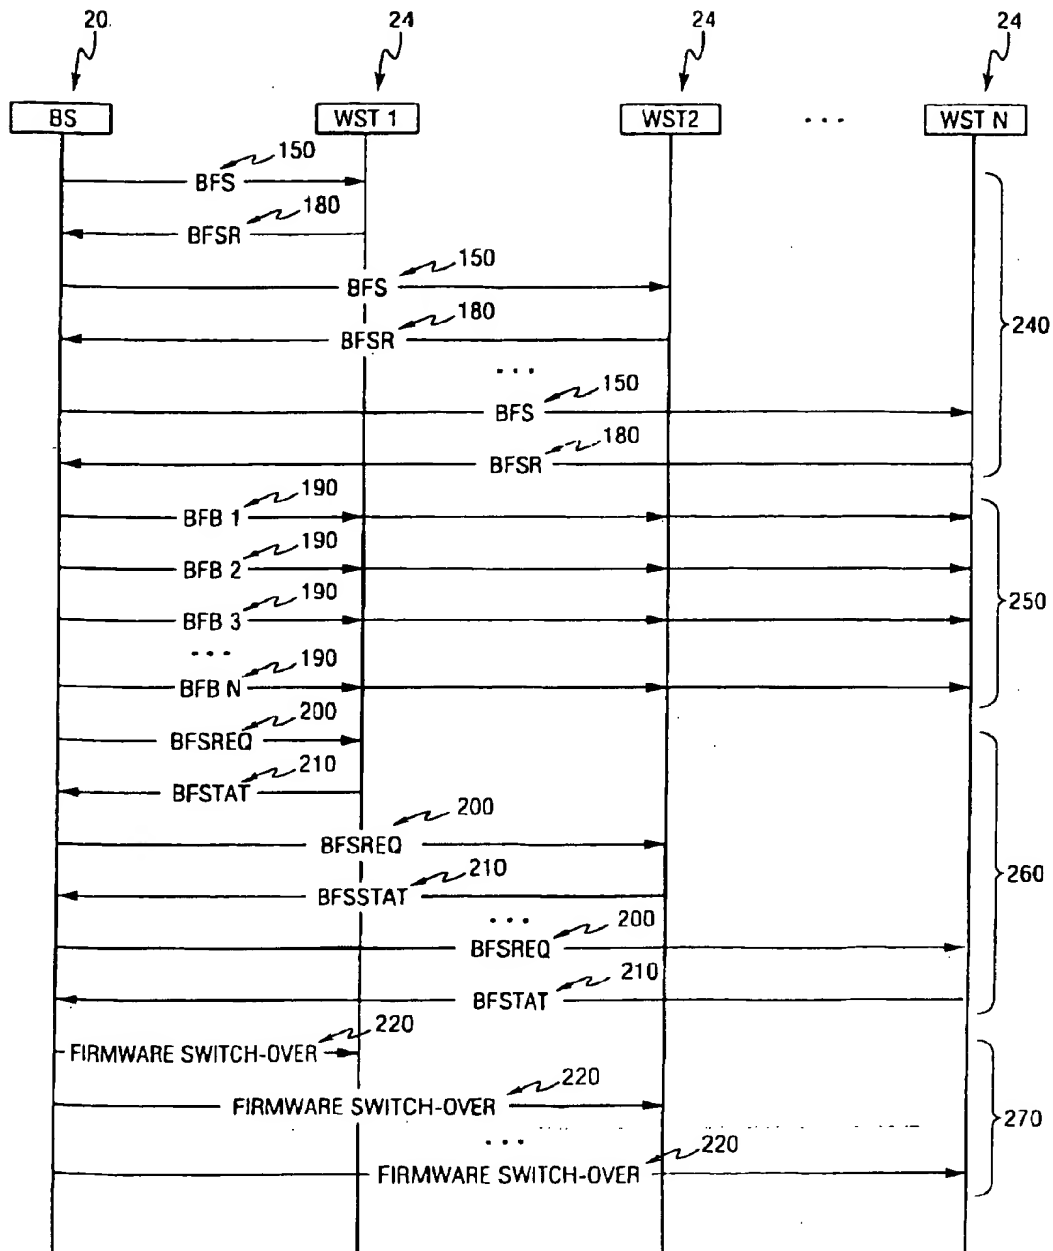 20 24 24 24
BS WST 1 WST2 ... WST N
150
BFS
180
BFSR
150
BFS
180
BFSR
240
...
150
BFS
180
BFSR
190
BFB 1
190
BFB 2
190
BFB 3
250
...
190
BFB N
200
BFSREQ
210
BFSTAT
200
BFSREQ
260
210
BFSSTAT
...
200
BFSREQ
210
BFSTAT
220
FIRMWARE SWITCH-OVER
220
FIRMWARE SWITCH-OVER
270
...
220
FIRMWARE SWITCH-OVER